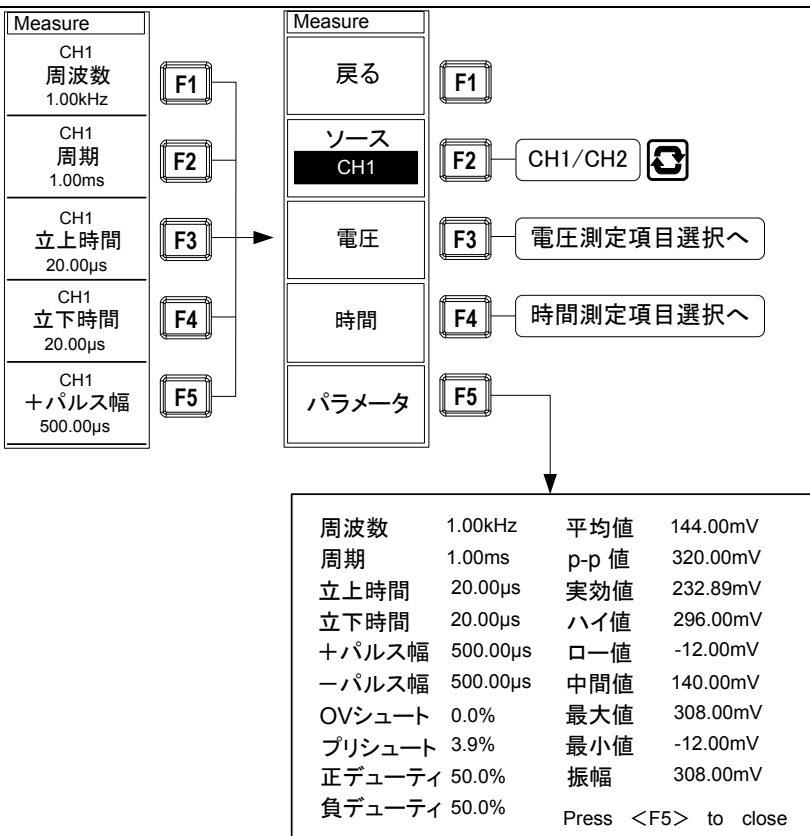 Measure
CH1
周波数
1.00kHz
F1
CH1
周期
1.00ms
F2
CH1
立上時間
20.00µs
F3
CH1
立下時間
20.00µs
F4
CH1
＋パルス幅
500.00µs
F5
Measure
戻る
F1
ソース
CH1
F2
CH1/CH2
電圧
F3
電圧測定項目選択へ
時間
F4
時間測定項目選択へ
パラメータ
F5
周波数 1.00kHz 平均値 144.00mV
周期 1.00ms p-p 値 320.00mV
立上時間 20.00µs 実効値 232.89mV
立下時間 20.00µs ハイ値 296.00mV
＋パルス幅 500.00µs ロー値 -12.00mV
－パルス幅 500.00µs 中間値 140.00mV
OVシュート 0.0% 最大値 308.00mV
プリシュート 3.9% 最小値 -12.00mV
正デューティ 50.0% 振幅 308.00mV
負デューティ 50.0% Press ＜F5＞ to close